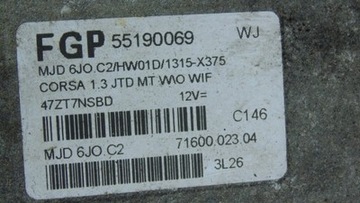 FGP 55190069 WJ
MJD 6JO.C2/HW01D/1315-X375
CORSA 1.3 JTD MT W\O WIF
47ZT7NSBD 12V=
C146
MJD 6JO.C2 71600.023.04
3L26